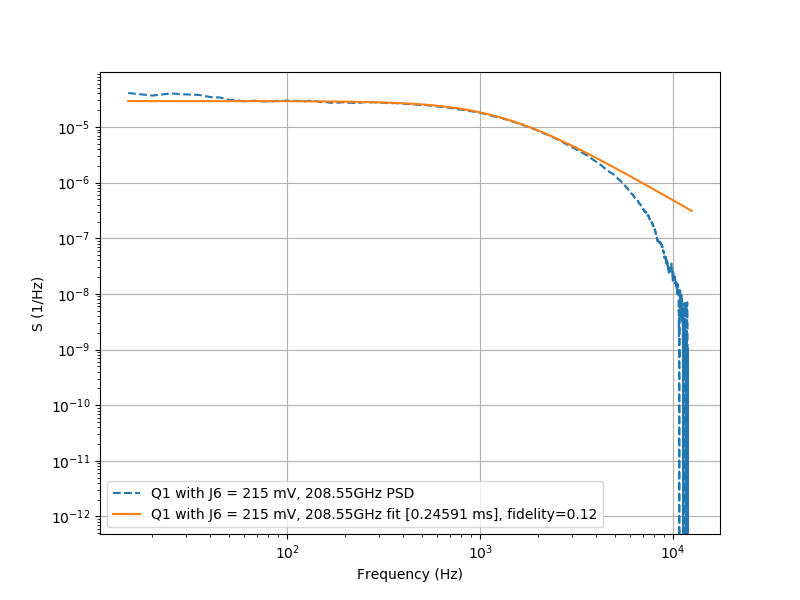 10⁻⁵
10⁻⁶
10⁻⁷
10⁻⁸
10⁻⁹
10⁻¹⁰
10⁻¹¹
10⁻¹²
S (1/Hz)
Q1 with J6 = 215 mV, 208.55GHz PSD
Q1 with J6 = 215 mV, 208.55GHz fit [0.24591 ms], fidelity=0.12
10² 10³ 10⁴
Frequency (Hz)